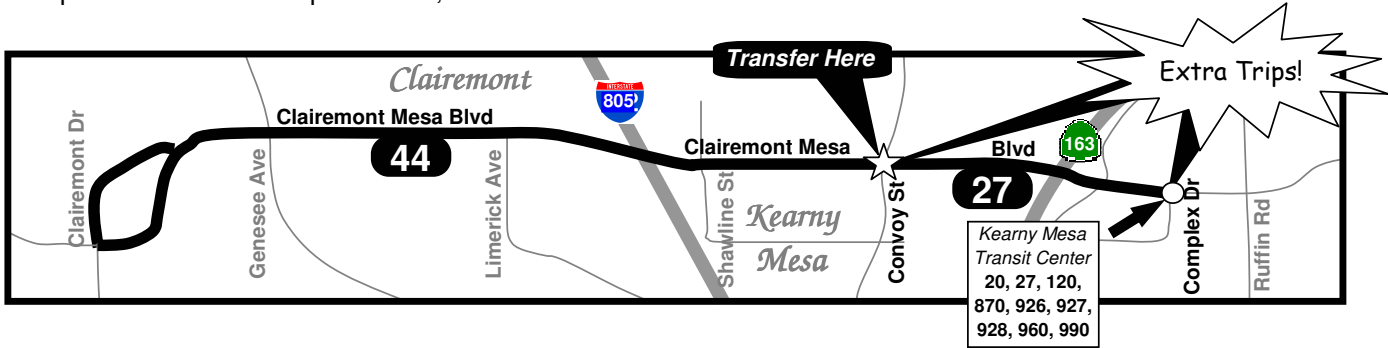 Transfer Here
Extra Trips!
Clairemont
INTERSTATE
805
Clairemont Mesa Blvd
44
Clairemont Mesa
Blvd
163
27
Clairemont Dr
Genesee Ave
Limerick Ave
Shawline St
Kearny
Mesa
Convoy St
Complex Dr
Ruffin Rd
Kearny Mesa
Transit Center
20, 27, 120,
870, 926, 927,
928, 960, 990